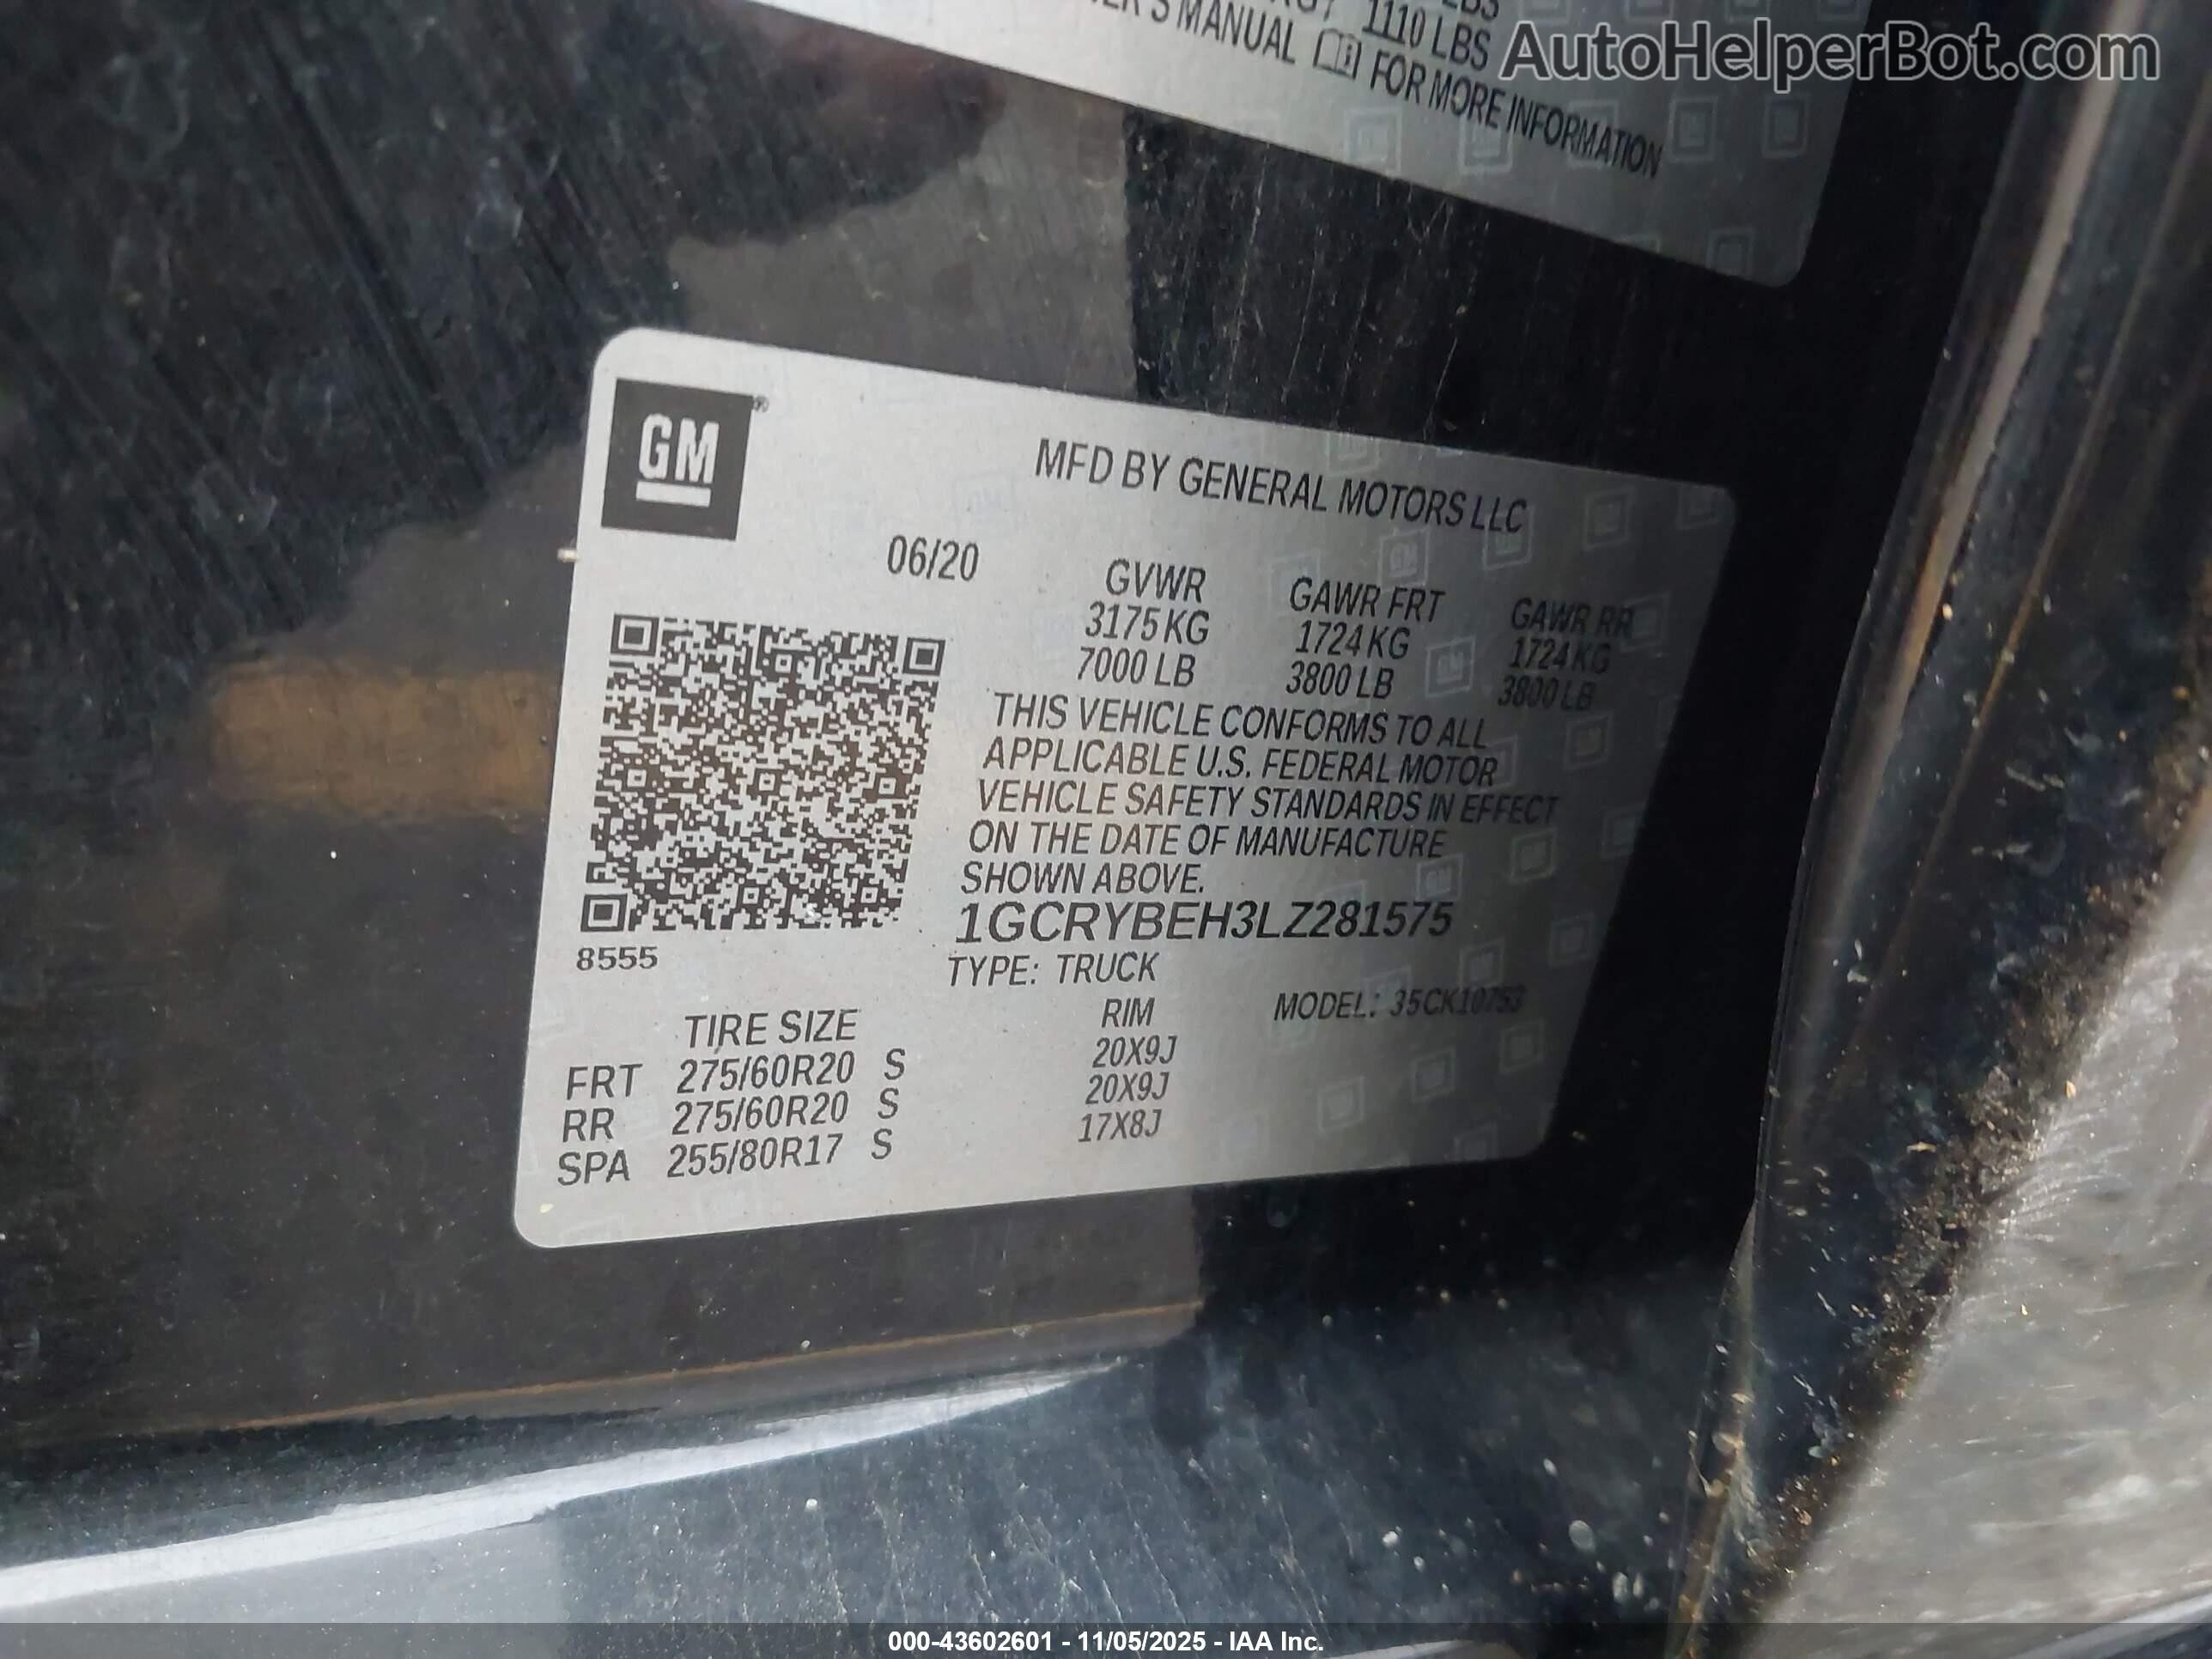 1110 LBS
MANUAL FOR MORE INFORMATION
AutoHelperBot.com
GM®
MFD BY GENERAL MOTORS LLC
06/20
GVWR GAWR FRT GAWR RR
3175 KG 1724 KG 1724 KG
7000 LB 3800 LB 3800 LB
THIS VEHICLE CONFORMS TO ALL
APPLICABLE U.S. FEDERAL MOTOR
VEHICLE SAFETY STANDARDS IN EFFECT
ON THE DATE OF MANUFACTURE
SHOWN ABOVE.
1GCRYBEH3LZ281575
8555
TYPE: TRUCK
MODEL: 35CK10753
TIRE SIZE RIM
FRT 275/60R20 S 20X9J
RR 275/60R20 S 20X9J
SPA 255/80R17 S 17X8J
000-43602601 - 11/05/2025 - IAA Inc.